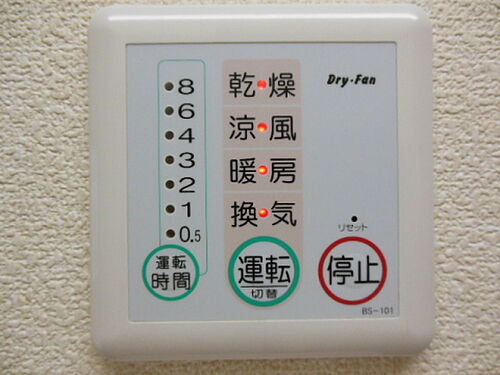 Dry-Fan
8
6
4
3
2
1
0.5
運転
時間
乾・燥
涼・風
暖・房
換・気
運転
切替
リセット
停止
BS-101